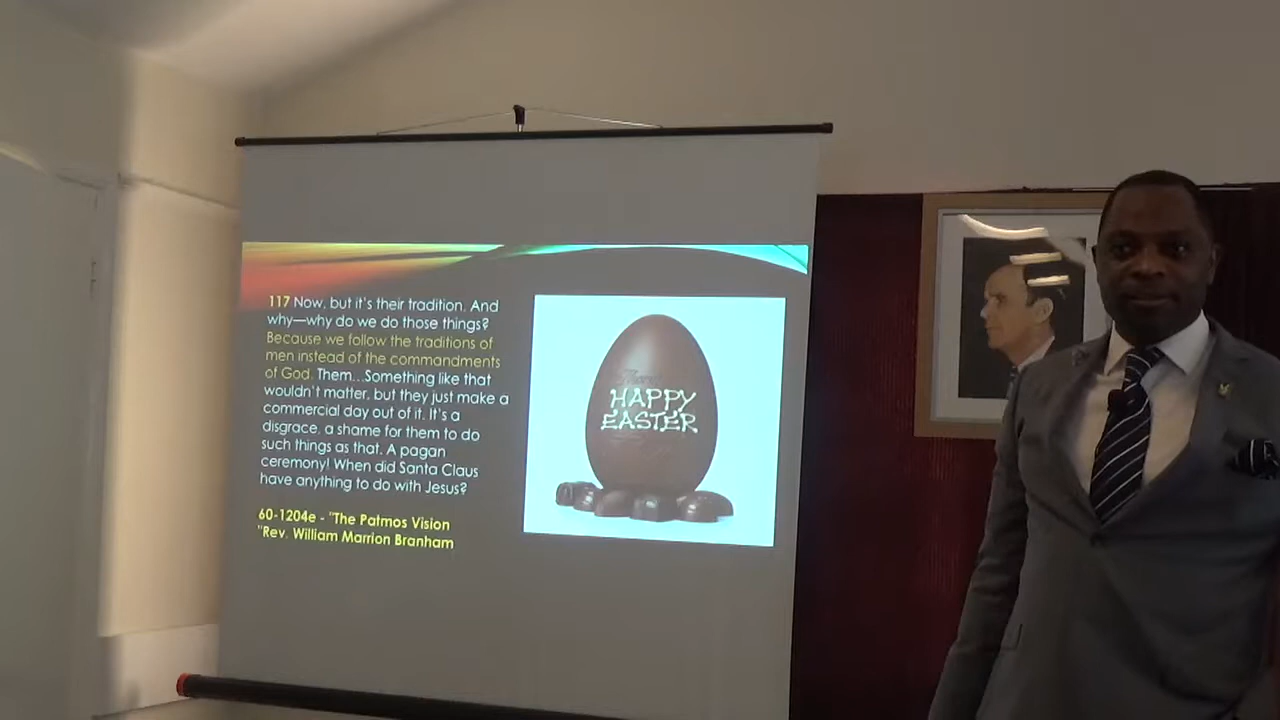 117 Now, but it's their tradition. And
why—why do we do those things?
Because we follow the traditions of
men instead of the commandments
of God. Them...Something like that
wouldn't matter, but they just make a
commercial day out of it. It's a
disgrace, a shame for them to do
such things as that. A pagan
ceremony! When did Santa Claus
have anything to do with Jesus?
60-1204e - "The Patmos Vision
"Rev. William Marrion Branham
HAPPY
EASTER